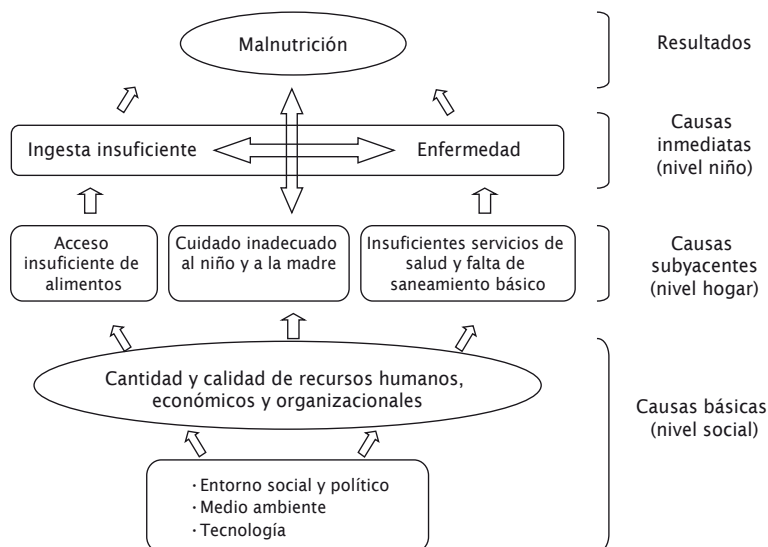 Malnutrición
Resultados
Ingesta insuficiente
Enfermedad
Causas
inmediatas
(nivel niño)
Acceso
insuficiente de
alimentos
Cuidado inadecuado
al niño y a la madre
Insuficientes servicios de
salud y falta de
saneamiento básico
Causas
subyacentes
(nivel hogar)
Cantidad y calidad de recursos humanos,
económicos y organizacionales
Causas básicas
(nivel social)
· Entorno social y político
· Medio ambiente
· Tecnología